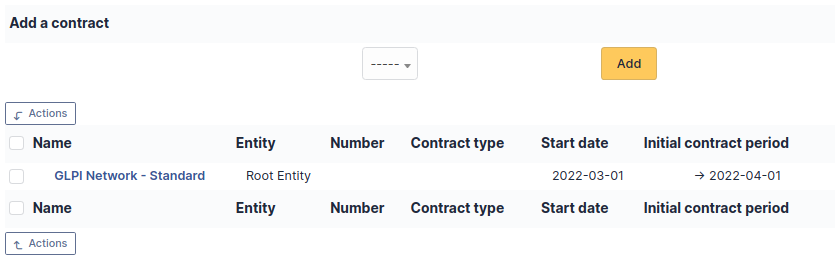 Add a contract
-----
Add
Actions
Name Entity Number Contract type Start date Initial contract period
GLPI Network - Standard Root Entity 2022-03-01 → 2022-04-01
Name Entity Number Contract type Start date Initial contract period
Actions